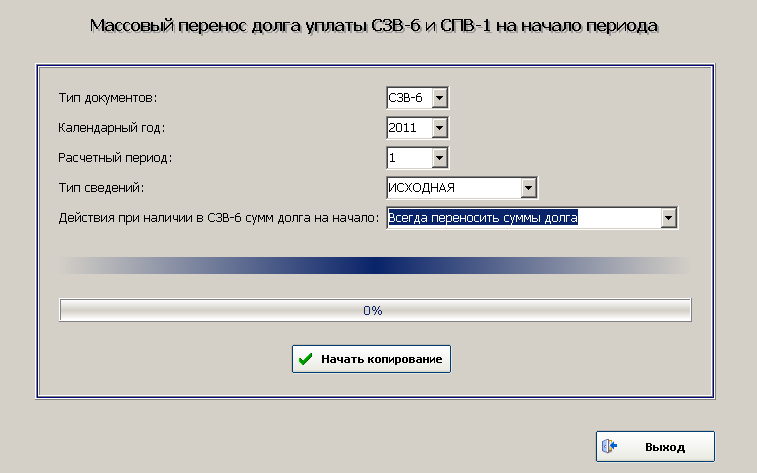 Массовый перенос долга уплаты СЗВ-6 и СПВ-1 на начало периода
Тип документов: СЗВ-6
Календарный год: 2011
Расчетный период: 1
Тип сведений: ИСХОДНАЯ
Действия при наличии в СЗВ-6 сумм долга на начало: Всегда переносить суммы долга
0%
Начать копирование
Выход